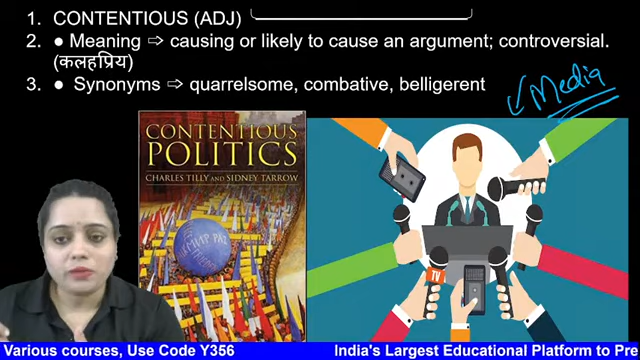 1. CONTENTIOUS (ADJ)
2. ● Meaning ⇨ causing or likely to cause an argument; controversial.
(कलहप्रिय)
3. ● Synonyms ⇨ quarrelsome, combative, belligerent
Media
CONTENTIOUS
POLITICS
CHARLES TILLY AND SIDNEY TARROW
TV
Various courses, Use Code Y356 India's Largest Educational Platform to Pre